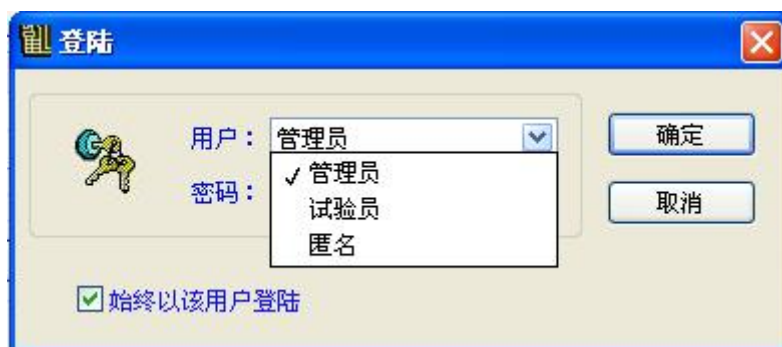 登陆
用户：管理员
确定
✓管理员
密码：
试验员
取消
匿名
始终以该用户登陆